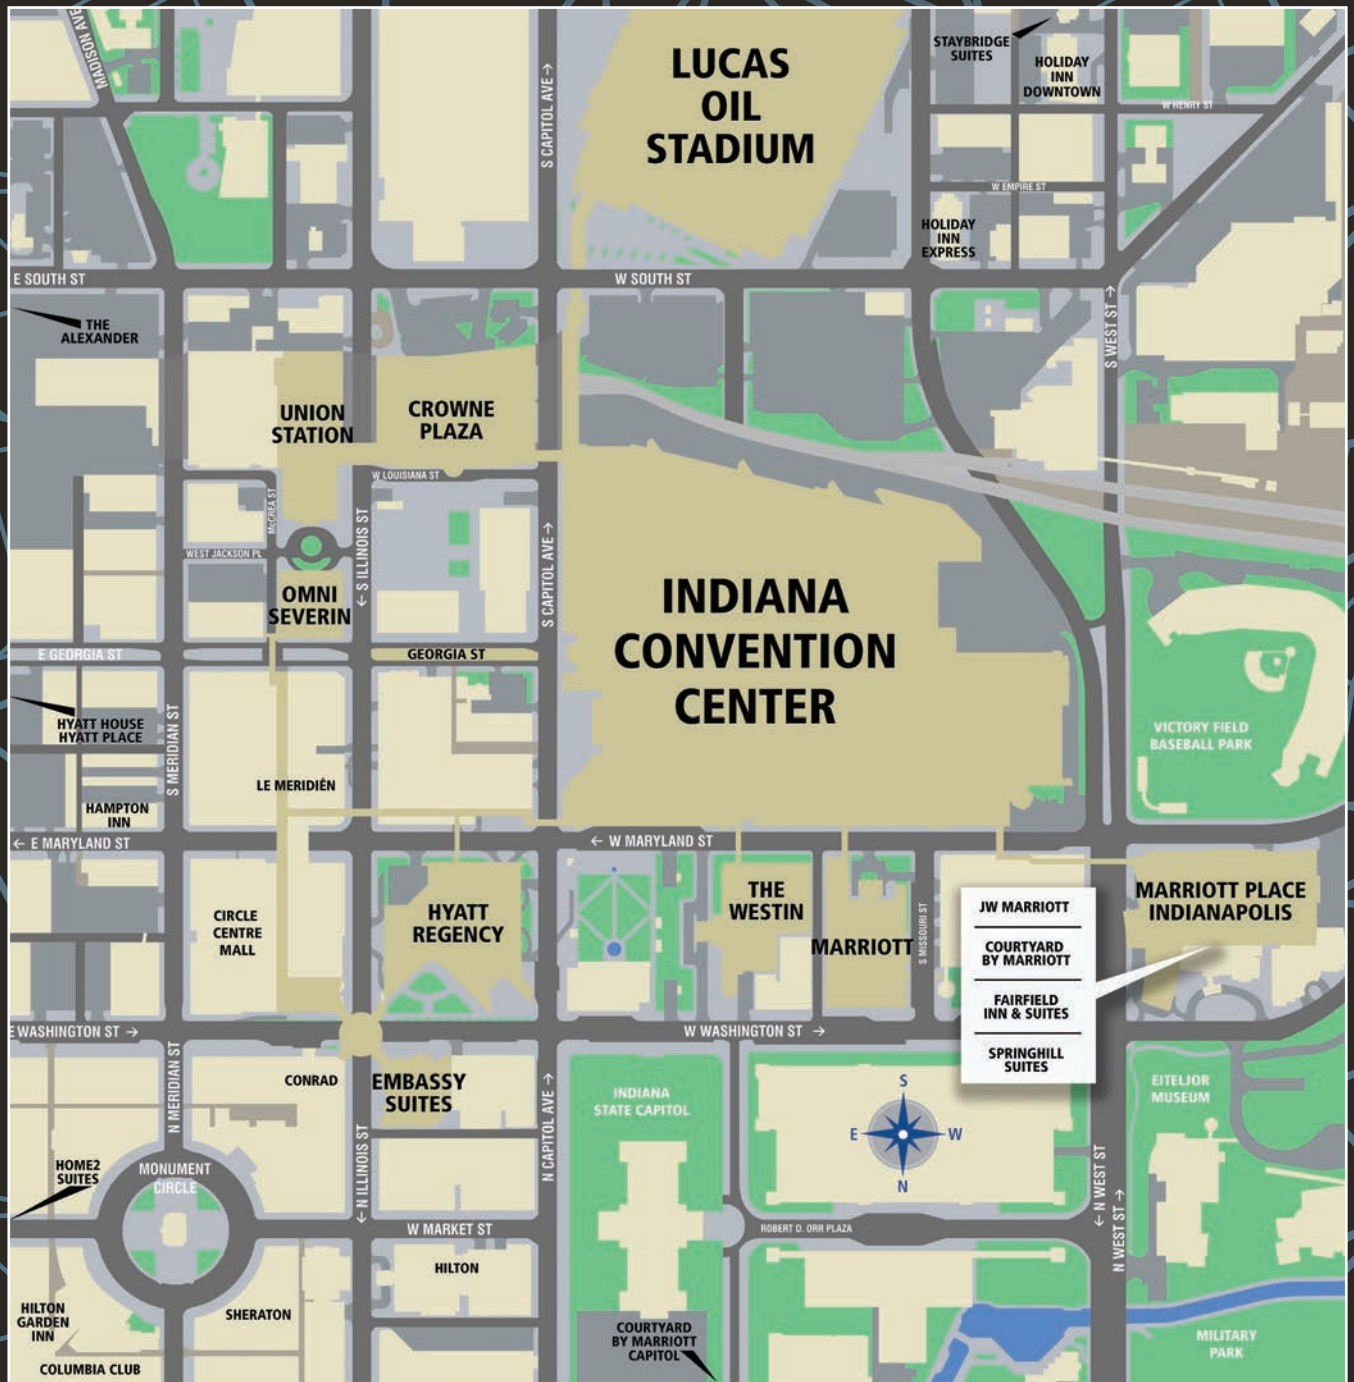 MADISON AVE
S CAPITOL AVE →
LUCAS
OIL
STADIUM
STAYBRIDGE
SUITES
HOLIDAY
INN
DOWNTOWN
W HENRY ST
W EMPIRE ST
HOLIDAY
INN
EXPRESS
E SOUTH ST
W SOUTH ST
THE
ALEXANDER
S WEST ST →
UNION
STATION
CROWNE
PLAZA
W LOUISIANA ST
McCREA ST
WEST JACKSON PL
← S ILLINOIS ST
S CAPITOL AVE →
OMNI
SEVERIN
INDIANA
CONVENTION
CENTER
E GEORGIA ST
GEORGIA ST
HYATT HOUSE
HYATT PLACE
S MERIDIAN ST
VICTORY FIELD
BASEBALL PARK
LE MERIDIÉN
HAMPTON
INN
← E MARYLAND ST
← W MARYLAND ST
CIRCLE
CENTRE
MALL
HYATT
REGENCY
THE
WESTIN
MARRIOTT
S MISSOURI ST
JW MARRIOTT
COURTYARD
BY MARRIOTT
FAIRFIELD
INN & SUITES
SPRINGHILL
SUITES
MARRIOTT PLACE
INDIANAPOLIS
E WASHINGTON ST →
W WASHINGTON ST →
N MERIDIAN ST
CONRAD
EMBASSY
SUITES
N CAPITOL AVE →
INDIANA
STATE CAPITOL
S
E
W
N
EITELJOR
MUSEUM
HOME2
SUITES
MONUMENT
CIRCLE
← N ILLINOIS ST
W MARKET ST
ROBERT D. ORR PLAZA
← N WEST ST
N WEST ST →
HILTON
HILTON
GARDEN
INN
SHERATON
COLUMBIA CLUB
COURTYARD
BY MARRIOTT
CAPITOL
MILITARY
PARK